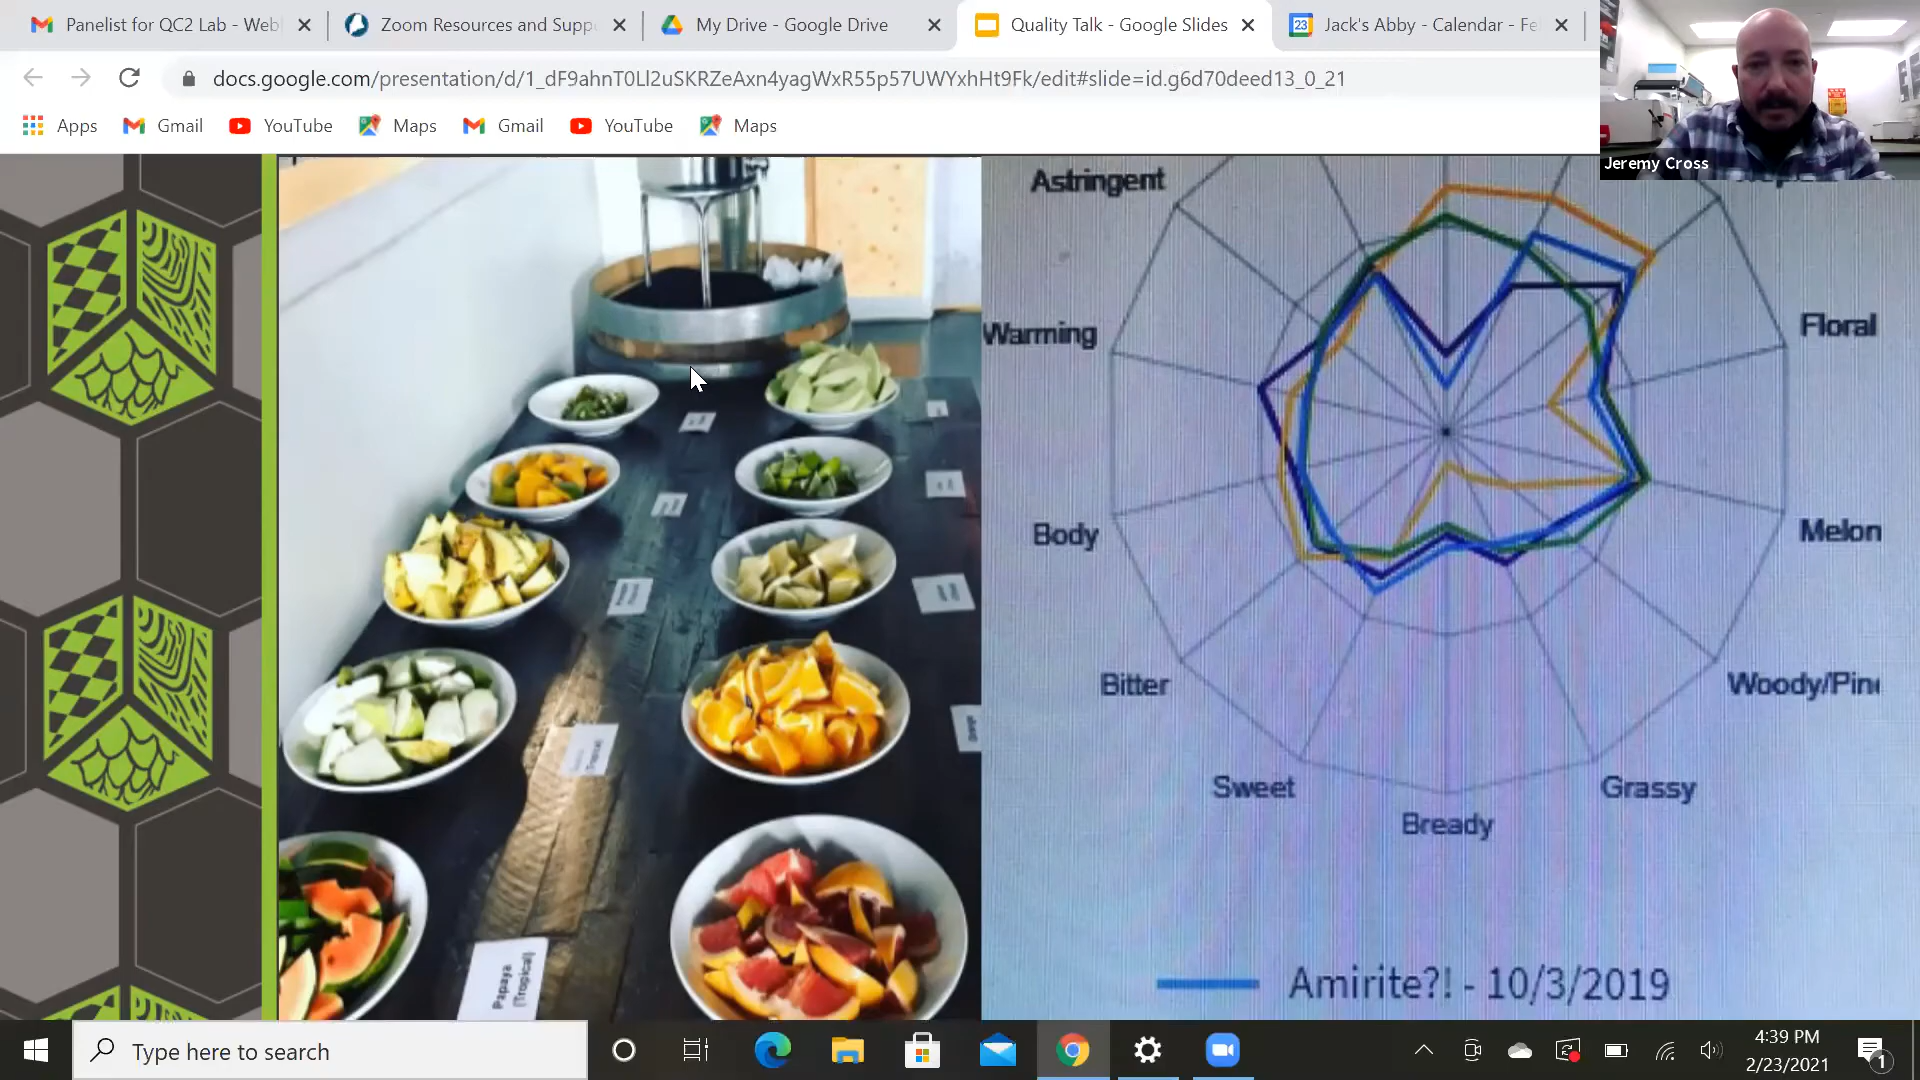 Panelist for QC2 Lab - Web
Zoom Resources and Supp
My Drive - Google Drive
Quality Talk - Google Slides
Jack's Abby - Calendar - Fe
docs.google.com/presentation/d/1_dF9ahnT0Ll2uSKRZeAxn4yagWxR55p57UWYxhHt9Fk/edit#slide=id.g6d70deed13_0_21
Apps
Gmail
YouTube
Maps
Gmail
YouTube
Maps
Jeremy Cross
Astringent
Warming
Floral
Body
Melon
Bitter
Woody/Pin
Sweet
Grassy
Bready
Papaya
(Tropical)
Amirite?! - 10/3/2019
Type here to search
4:39 PM
2/23/2021
23
1